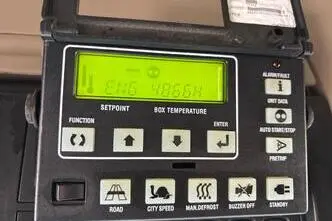 ENG 4866H
SETPOINT BOX TEMPERATURE
ALARM/FAULT
i
UNIT DATA
FUNCTION ENTER
AUTO START/STOP
PRETRIP
ROAD CITY SPEED MAN.DEFROST BUZZER OFF STANDBY